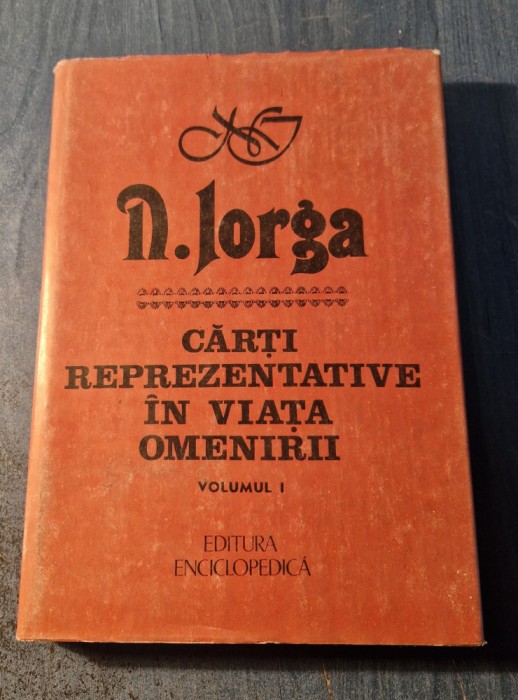 N. Iorga
CĂRȚI
REPREZENTATIVE
ÎN VIAȚA
OMENIRII
VOLUMUL I
EDITURA
ENCICLOPEDICĂ